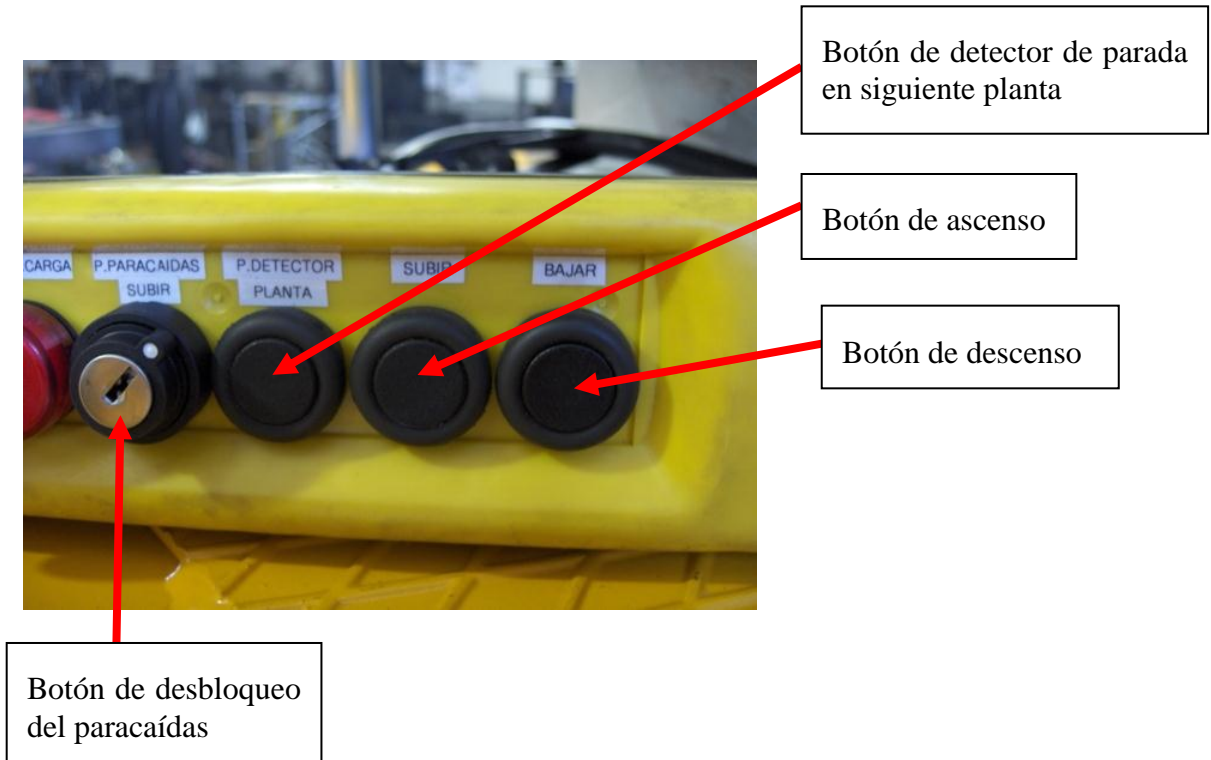 Botón de detector de parada
en siguiente planta
Botón de ascenso
Botón de descenso
CARGA P.PARACAIDAS P.DETECTOR SUBIR BAJAR
SUBIR PLANTA
Botón de desbloqueo
del paracaídas